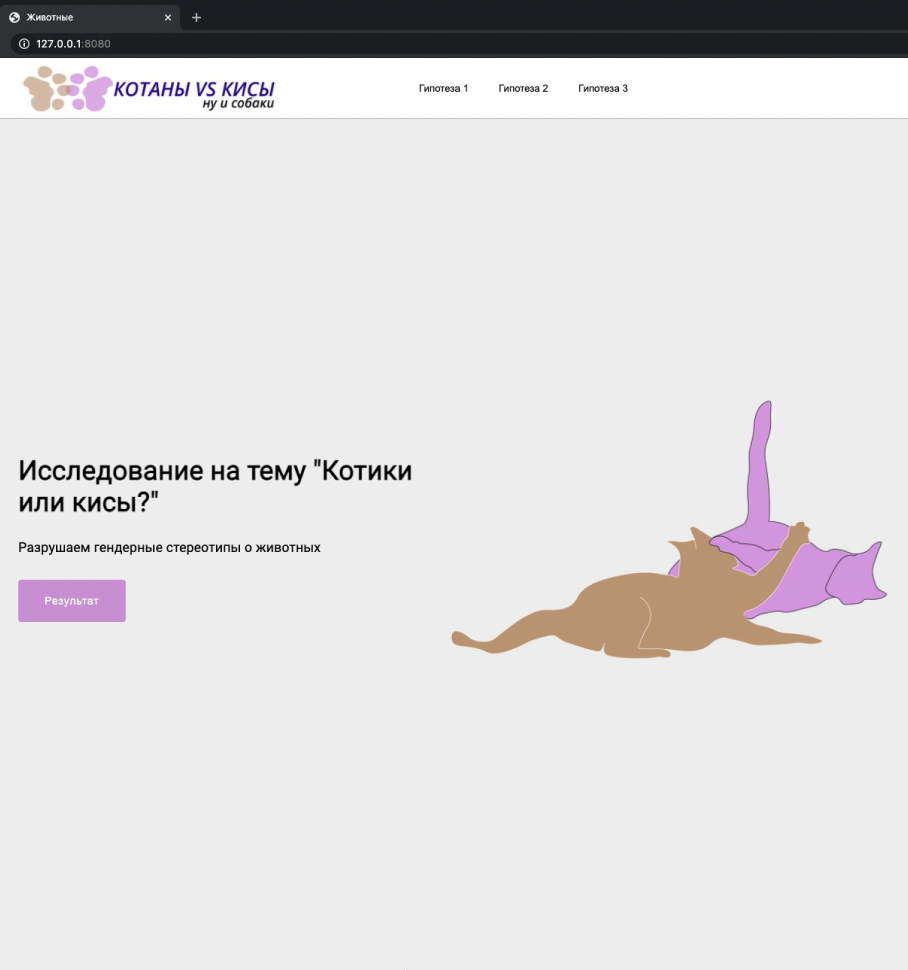 Животные
127.0.0.1:8080
КОТАНЫ VS КИСЫ
ну и собаки
Гипотеза 1 Гипотеза 2 Гипотеза 3
Исследование на тему "Котики
или кисы?"
Разрушаем гендерные стереотипы о животных
Результат